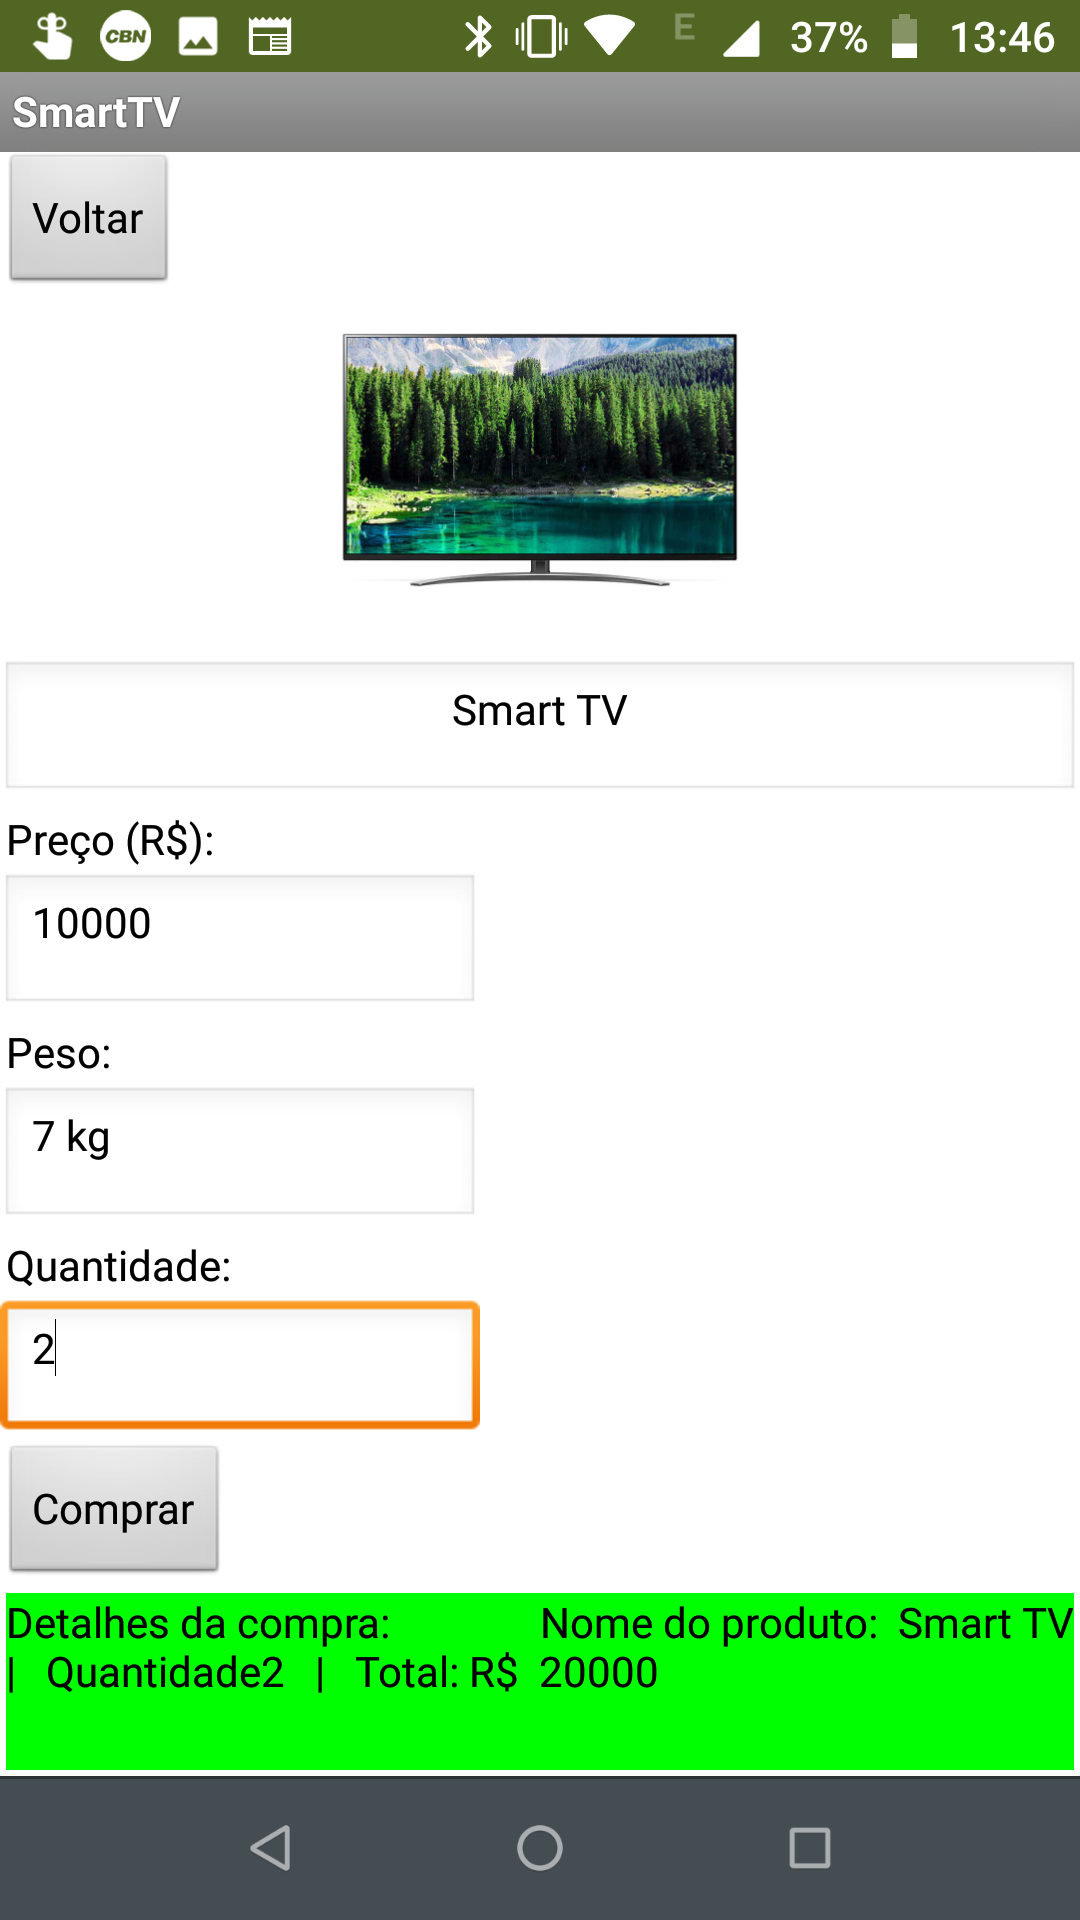 CBN E 37% 13:46
SmartTV
Voltar
Smart TV
Preço (R$):
10000
Peso:
7 kg
Quantidade:
2
Comprar
Detalhes da compra: Nome do produto: Smart TV
| Quantidade2 | Total: R$ 20000